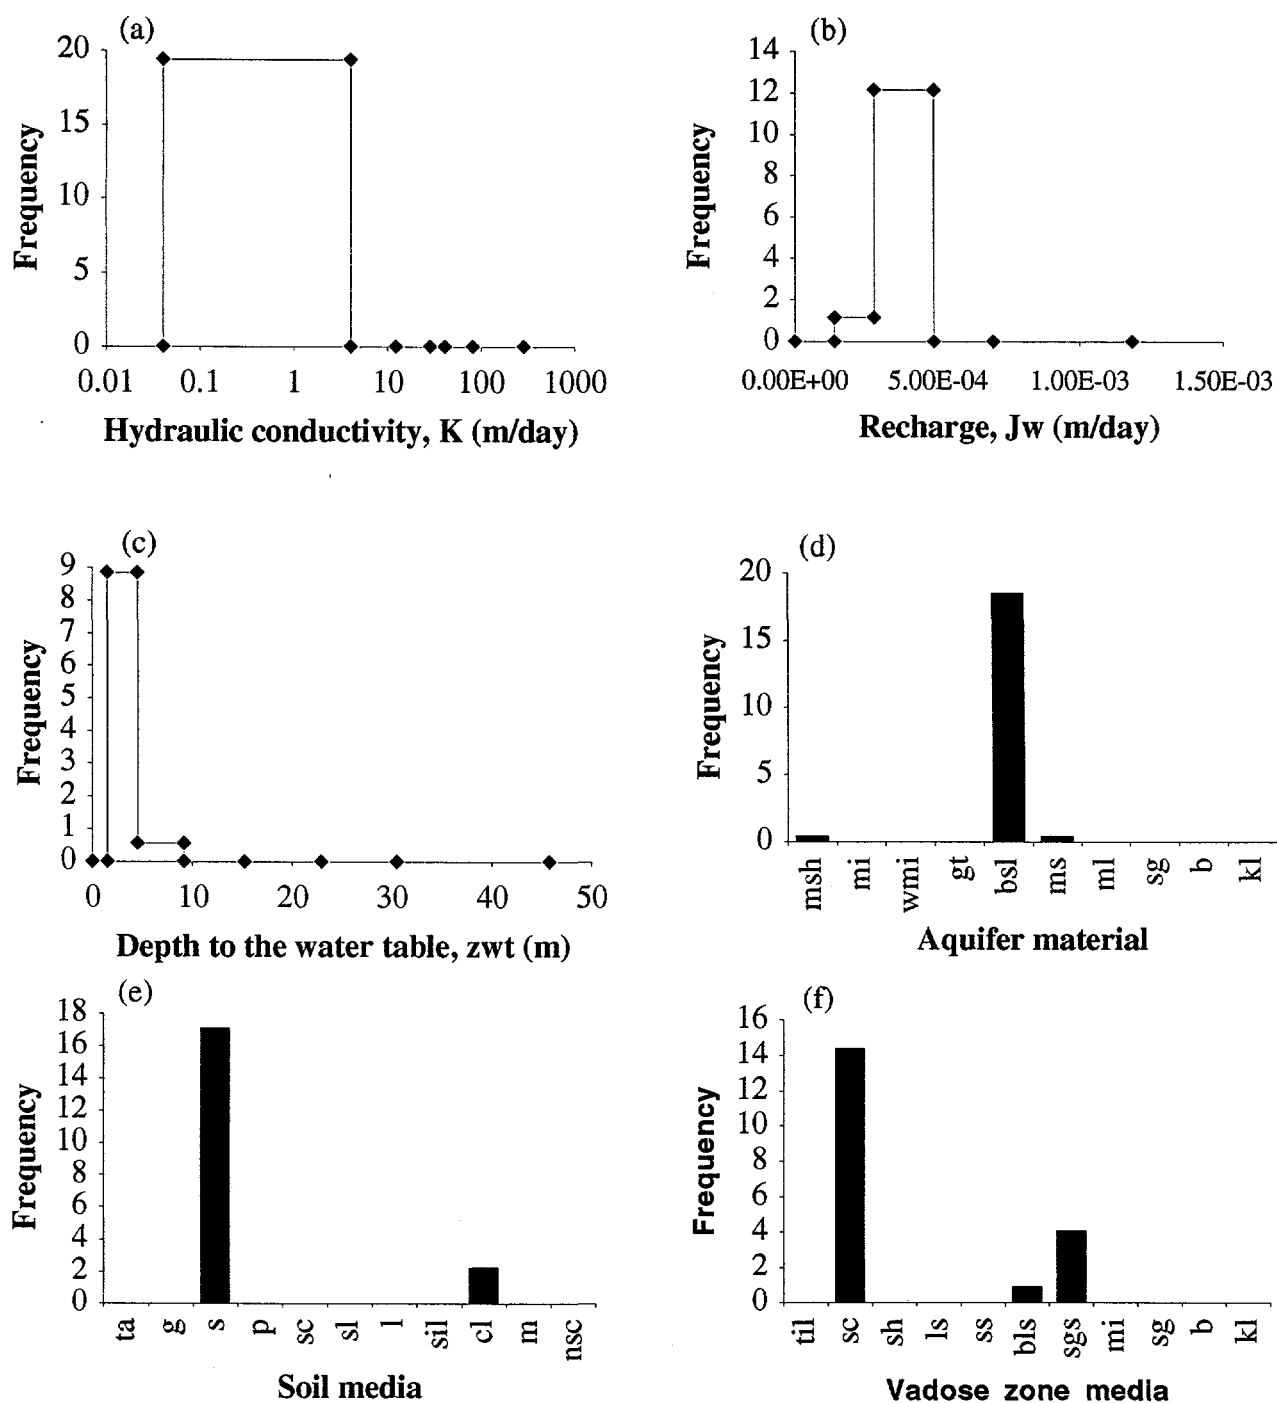 (a)
20
15
10
5
0
Frequency
0.01 0.1 1 10 100 1000
Hydraulic conductivity, K (m/day)
(b)
14
12
10
8
6
4
2
0
Frequency
0.00E+00 5.00E-04 1.00E-03 1.50E-03
Recharge, Jw (m/day)
(c)
9
8
7
6
5
4
3
2
1
0
Frequency
0 10 20 30 40 50
Depth to the water table, zwt (m)
(d)
20
15
10
5
0
Frequency
msh mi wmi gt bsl ms ml sg b kl
Aquifer material
(e)
18
16
14
12
10
8
6
4
2
0
Frequency
ta g s p sc sl l sil cl m nsc
Soil media
(f)
16
14
12
10
8
6
4
2
0
Frequency
til sc sh ls ss bls sgs mi sg b kl
Vadose zone media